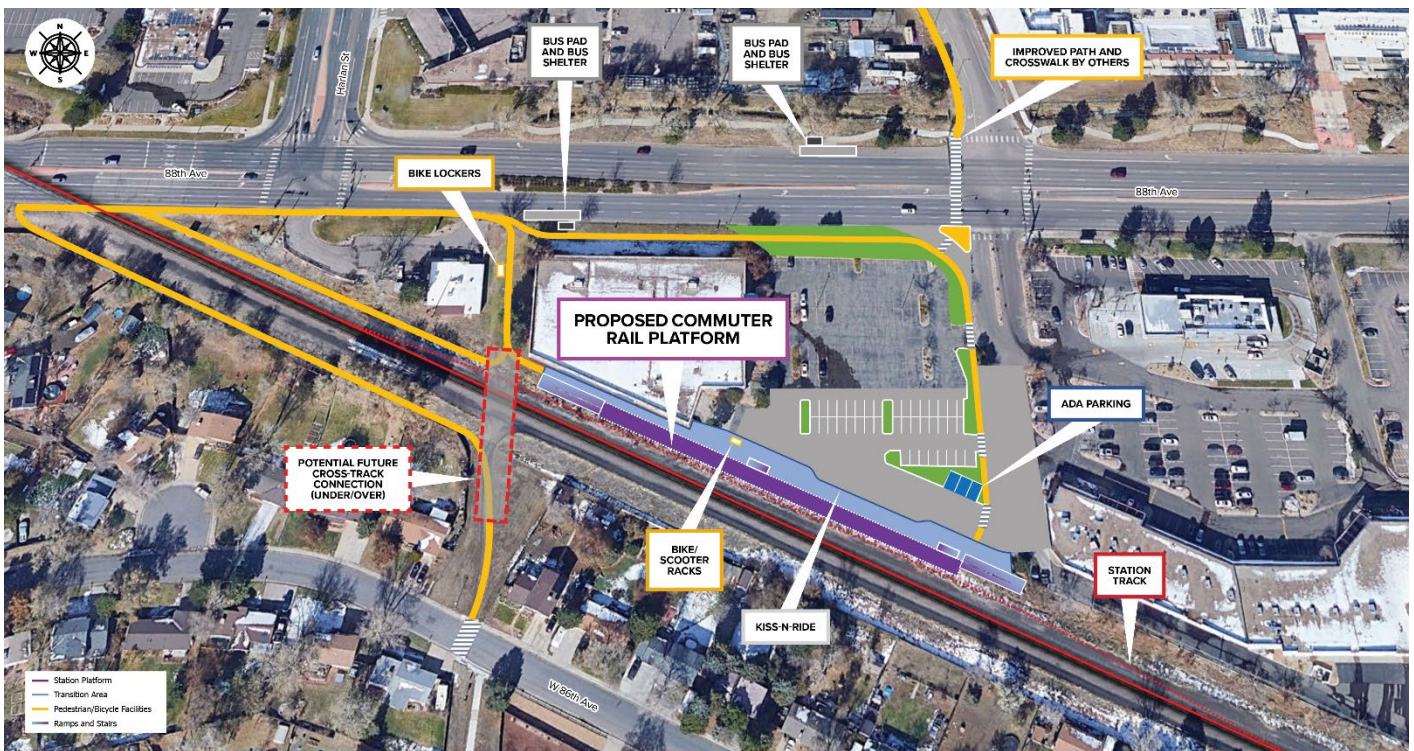 N
W
E
S
Harlan St
BUS PAD
AND BUS
SHELTER
BUS PAD
AND BUS
SHELTER
IMPROVED PATH AND
CROSSWALK BY OTHERS
BIKE LOCKERS
88th Ave
88th Ave
PROPOSED COMMUTER
RAIL PLATFORM
ADA PARKING
POTENTIAL FUTURE
CROSS-TRACK
CONNECTION
(UNDER/OVER)
BIKE/
SCOOTER
RACKS
STATION
TRACK
KISS-N-RIDE
W 86th Ave
Station Platform
Transition Area
Pedestrian/Bicycle Facilities
Ramps and Stairs